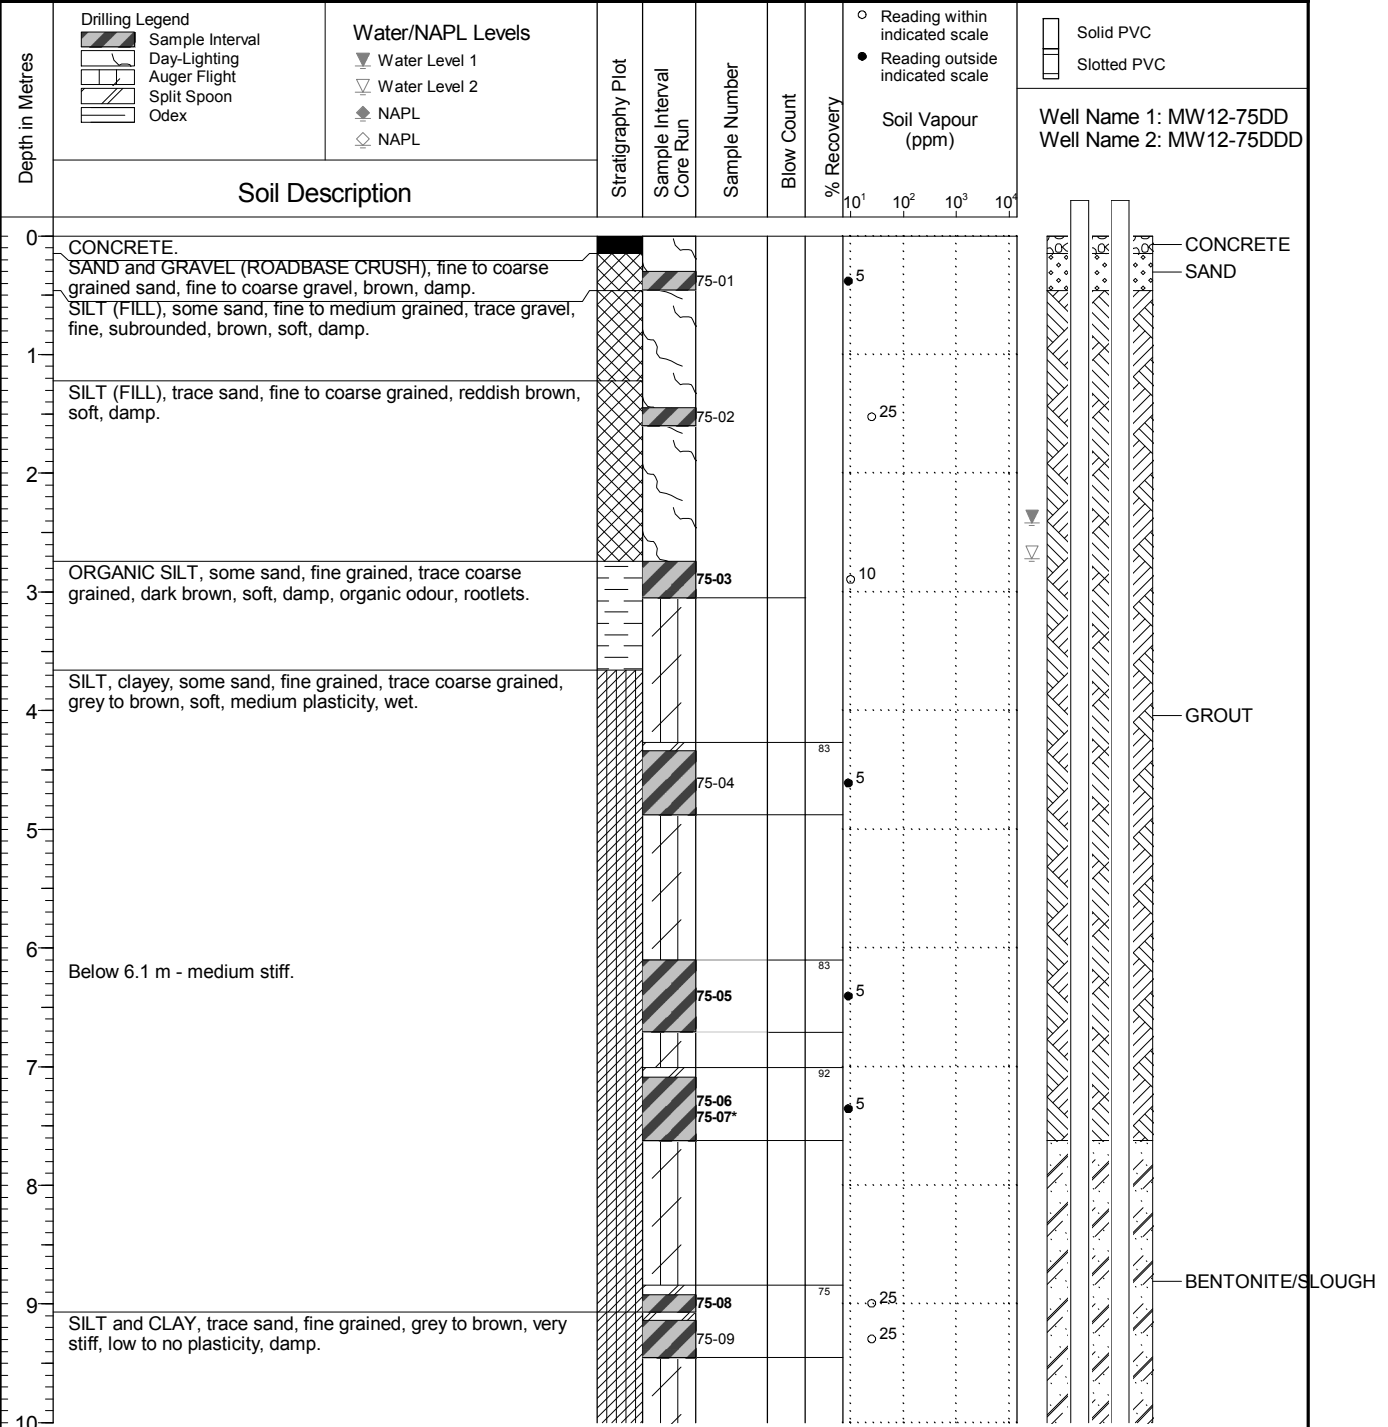 Depth in Metres
Drilling Legend
Sample Interval
Day-Lighting
Auger Flight
Split Spoon
Odex
Water/NAPL Levels
Water Level 1
Water Level 2
NAPL
NAPL
Soil Description
Stratigraphy Plot
Sample Interval
Core Run
Sample Number
Blow Count
% Recovery
Reading within
indicated scale
Reading outside
indicated scale
Soil Vapour
(ppm)
10¹ 10² 10³ 10⁴
Solid PVC
Slotted PVC
Well Name 1: MW12-75DD
Well Name 2: MW12-75DDD
0
CONCRETE.
CONCRETE
SAND and GRAVEL (ROADBASE CRUSH), fine to coarse
grained sand, fine to coarse gravel, brown, damp.
75-01
5
SAND
SILT (FILL), some sand, fine to medium grained, trace gravel,
fine, subrounded, brown, soft, damp.
1
SILT (FILL), trace sand, fine to coarse grained, reddish brown,
soft, damp.
75-02
25
2
ORGANIC SILT, some sand, fine grained, trace coarse
grained, dark brown, soft, damp, organic odour, rootlets.
75-03
10
3
SILT, clayey, some sand, fine grained, trace coarse grained,
grey to brown, soft, medium plasticity, wet.
4
GROUT
83
75-04
5
5
6
Below 6.1 m - medium stiff.
83
75-05
5
7
92
75-06
75-07*
5
8
BENTONITE/SLOUGH
75
9
75-08
25
SILT and CLAY, trace sand, fine grained, grey to brown, very
stiff, low to no plasticity, damp.
75-09
25
10